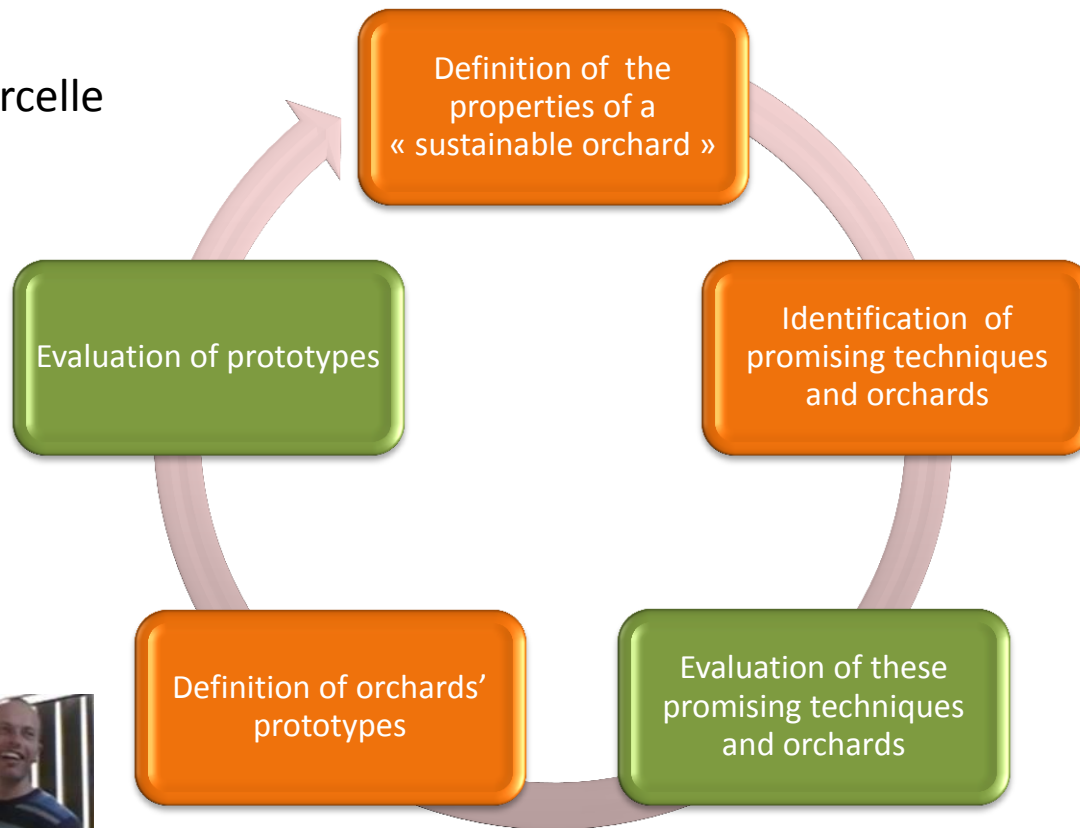 rcelle
Definition of the
properties of a
« sustainable orchard »
Identification of
promising techniques
and orchards
Evaluation of these
promising techniques
and orchards
Definition of orchards’
prototypes
Evaluation of prototypes